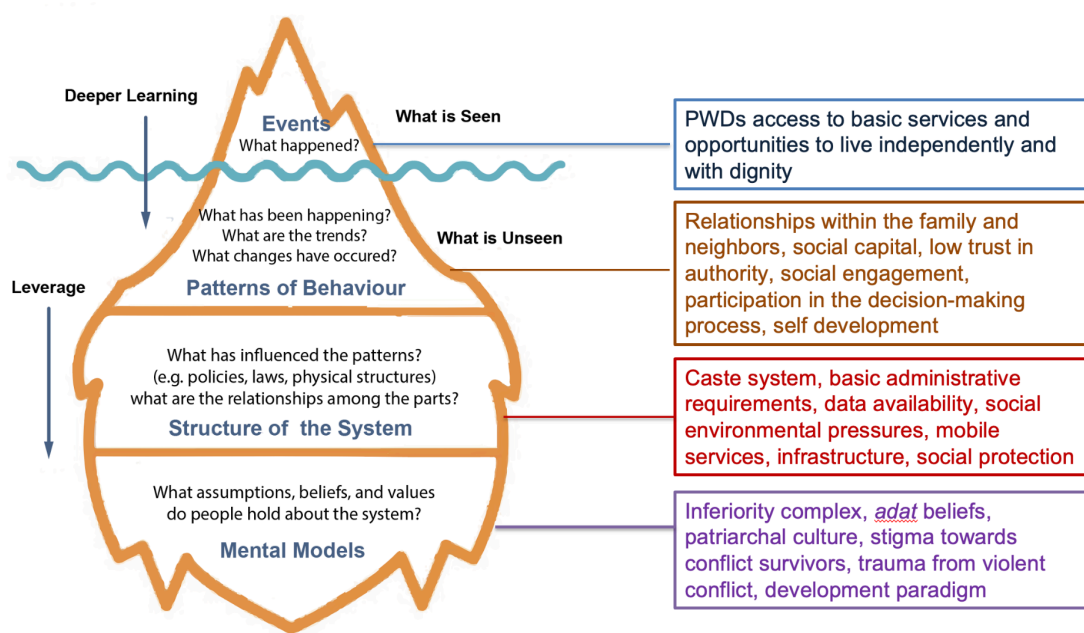 Deeper Learning
What is Seen
Events
What happened?
PWDs access to basic services and
opportunities to live independently and
with dignity
What has been happening?
What are the trends?
What changes have occured?
What is Unseen
Patterns of Behaviour
Leverage
Relationships within the family and
neighbors, social capital, low trust in
authority, social engagement,
participation in the decision-making
process, self development
What has influenced the patterns?
(e.g. policies, laws, physical structures)
what are the relationships among the parts?
Structure of the System
Caste system, basic administrative
requirements, data availability, social
environmental pressures, mobile
services, infrastructure, social protection
What assumptions, beliefs, and values
do people hold about the system?
Mental Models
Inferiority complex, adat beliefs,
patriarchal culture, stigma towards
conflict survivors, trauma from violent
conflict, development paradigm